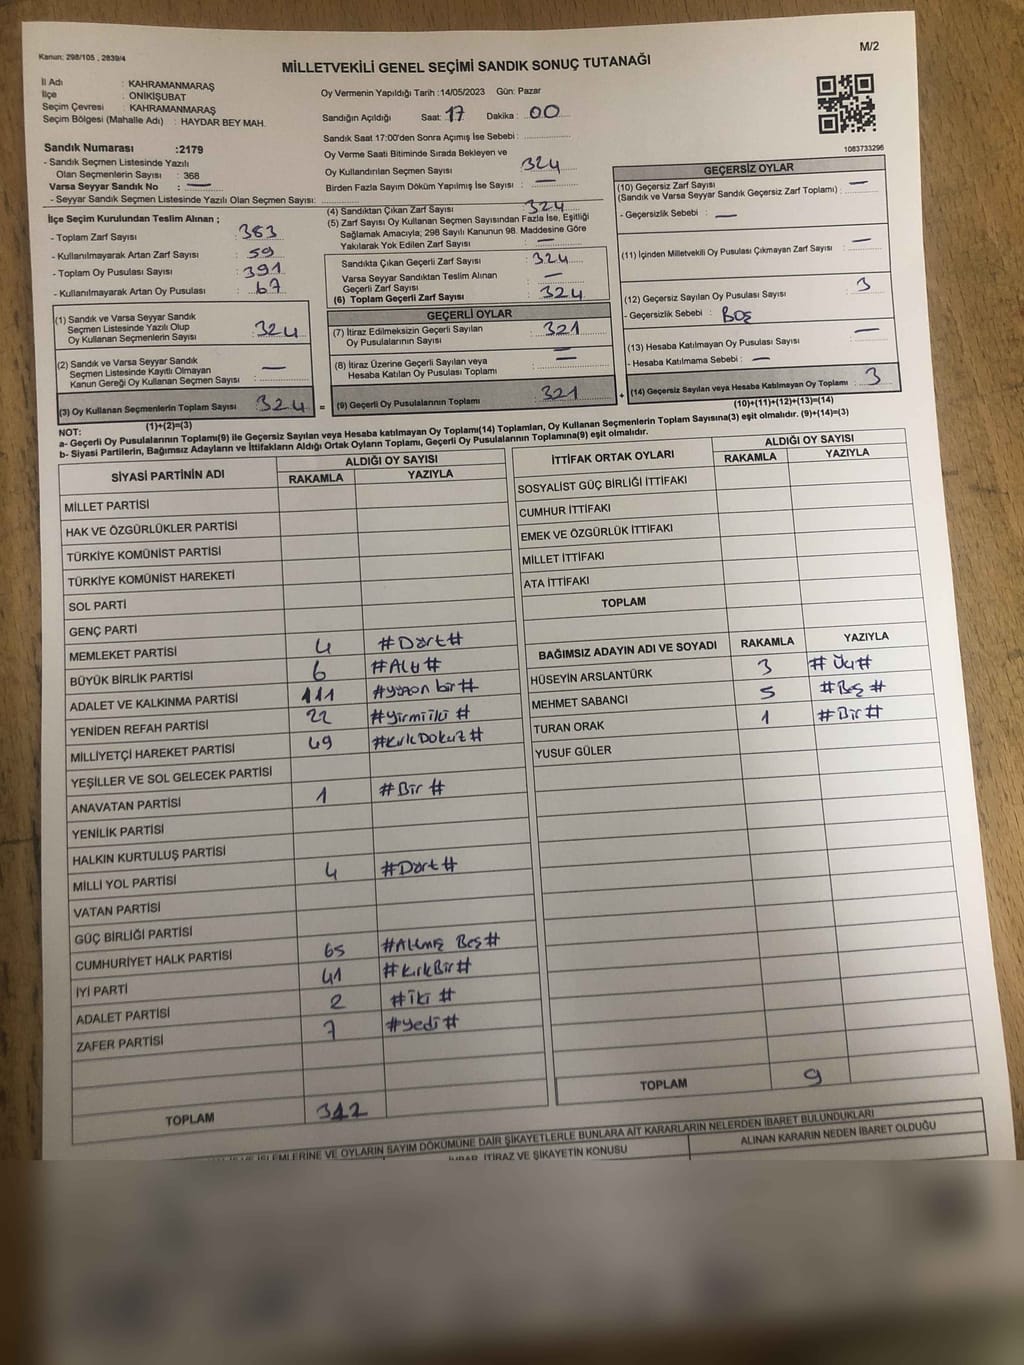 Kanun: 298/105 , 2839/4
M/2
MİLLETVEKİLİ GENEL SEÇİMİ SANDIK SONUÇ TUTANAĞI
İl Adı : KAHRAMANMARAŞ
İlçe : ONİKİŞUBAT
Seçim Çevresi : KAHRAMANMARAŞ
Seçim Bölgesi (Mahalle Adı) : HAYDAR BEY MAH.
Oy Vermenin Yapıldığı Tarih :14/05/2023 Gün: Pazar
Sandığın Açıldığı Saat: 17 Dakika : 00
Sandık Saat 17:00'den Sonra Açımış İse Sebebi :
Oy Verme Saati Bitiminde Sırada Bekleyen ve
Oy Kullandırılan Seçmen Sayısı : 324
Birden Fazla Sayım Döküm Yapılmış İse Sayısı : —
1083733296
Sandık Numarası :2179
- Sandık Seçmen Listesinde Yazılı
Olan Seçmenlerin Sayısı : 368
Varsa Seyyar Sandık No : —
- Seyyar Sandık Seçmen Listesinde Yazılı Olan Seçmen Sayısı:
İlçe Seçim Kurulundan Teslim Alınan ;
- Toplam Zarf Sayısı : 383
- Kullanılmayarak Artan Zarf Sayısı : 59
- Toplam Oy Pusulası Sayısı : 391
- Kullanılmayarak Artan Oy Pusulası : 67
(1) Sandık ve Varsa Seyyar Sandık
Seçmen Listesinde Yazılı Olup
Oy Kullanan Seçmenlerin Sayısı : 324
(2) Sandık ve Varsa Seyyar Sandık
Seçmen Listesinde Kayıtlı Olmayan
Kanun Gereği Oy Kullanan Seçmen Sayısı : —
(3) Oy Kullanan Seçmenlerin Toplam Sayısı : 324 =
(1)+(2)=(3)
(4) Sandıktan Çıkan Zarf Sayısı : 324
(5) Zarf Sayısı Oy Kullanan Seçmen Sayısından Fazla İse, Eşitliği
Sağlamak Amacıyla; 298 Sayılı Kanunun 98. Maddesine Göre
Yakılarak Yok Edilen Zarf Sayısı : —
Sandıkta Çıkan Geçerli Zarf Sayısı : 324
Varsa Seyyar Sandıktan Teslim Alınan
Geçerli Zarf Sayısı : —
(6) Toplam Geçerli Zarf Sayısı : 324
GEÇERLİ OYLAR
(7) İtiraz Edilmeksizin Geçerli Sayılan
Oy Pusulalarının Sayısı : 321
(8) İtiraz Üzerine Geçerli Sayılan veya
Hesaba Katılan Oy Pusulası Toplamı : —
(9) Geçerli Oy Pusulalarının Toplamı : 321 +
GEÇERSİZ OYLAR
(10) Geçersiz Zarf Sayısı
(Sandık ve Varsa Seyyar Sandık Geçersiz Zarf Toplamı) : —
- Geçersizlik Sebebi : —
(11) İçinden Milletvekili Oy Pusulası Çıkmayan Zarf Sayısı : —
(12) Geçersiz Sayılan Oy Pusulası Sayısı : 3
- Geçersizlik Sebebi : BOŞ
(13) Hesaba Katılmayan Oy Pusulası Sayısı : —
- Hesaba Katılmama Sebebi : —
(14) Geçersiz Sayılan veya Hesaba Katılmayan Oy Toplamı : 3
(10)+(11)+(12)+(13)=(14)
NOT:
a- Geçerli Oy Pusulalarının Toplamı(9) ile Geçersiz Sayılan veya Hesaba katılmayan Oy Toplamı(14) Toplamları, Oy Kullanan Seçmenlerin Toplam Sayısına(3) eşit olmalıdır. (9)+(14)=(3)
b- Siyasi Partilerin, Bağımsız Adayların ve İttifakların Aldığı Ortak Oyların Toplamı, Geçerli Oy Pusulalarının Toplamına(9) eşit olmalıdır.
SİYASİ PARTİNİN ADI ALDIĞI OY SAYISI
RAKAMLA YAZIYLA
MİLLET PARTİSİ
HAK VE ÖZGÜRLÜKLER PARTİSİ
TÜRKİYE KOMÜNİST PARTİSİ
TÜRKİYE KOMÜNİST HAREKETİ
SOL PARTİ
GENÇ PARTİ
MEMLEKET PARTİSİ 4 #Dört#
BÜYÜK BİRLİK PARTİSİ 6 #Altı#
ADALET VE KALKINMA PARTİSİ 111 #yüzon bir#
YENİDEN REFAH PARTİSİ 22 #Yirmiiki #
MİLLİYETÇİ HAREKET PARTİSİ 49 #KırkDokuz#
YEŞİLLER VE SOL GELECEK PARTİSİ
ANAVATAN PARTİSİ 1 #Bir #
YENİLİK PARTİSİ
HALKIN KURTULUŞ PARTİSİ
MİLLİ YOL PARTİSİ 4 #Dört#
VATAN PARTİSİ
GÜÇ BİRLİĞİ PARTİSİ
CUMHURİYET HALK PARTİSİ 65 #Altmış Beş#
İYİ PARTİ 41 #KırkBir#
ADALET PARTİSİ 2 #iki #
ZAFER PARTİSİ 7 #Yedi#
TOPLAM 312
İTTİFAK ORTAK OYLARI ALDIĞI OY SAYISI
RAKAMLA YAZIYLA
SOSYALİST GÜÇ BİRLİĞİ İTTİFAKI
CUMHUR İTTİFAKI
EMEK VE ÖZGÜRLÜK İTTİFAKI
MİLLET İTTİFAKI
ATA İTTİFAKI
TOPLAM
BAĞIMSIZ ADAYIN ADI VE SOYADI RAKAMLA YAZIYLA
HÜSEYİN ARSLANTÜRK 3 # Üç#
MEHMET SABANCI 5 #Beş #
TURAN ORAK 1 #Bir#
YUSUF GÜLER
TOPLAM 9
İŞLEMLERİNE VE OYLARIN SAYIM DÖKÜMÜNE DAİR ŞİKAYETLERLE BUNLARA AİT KARARLARIN NELERDEN İBARET BULUNDUKLARI
İTİRAZ VE ŞİKAYETİN KONUSU ALINAN KARARIN NEDEN İBARET OLDUĞU